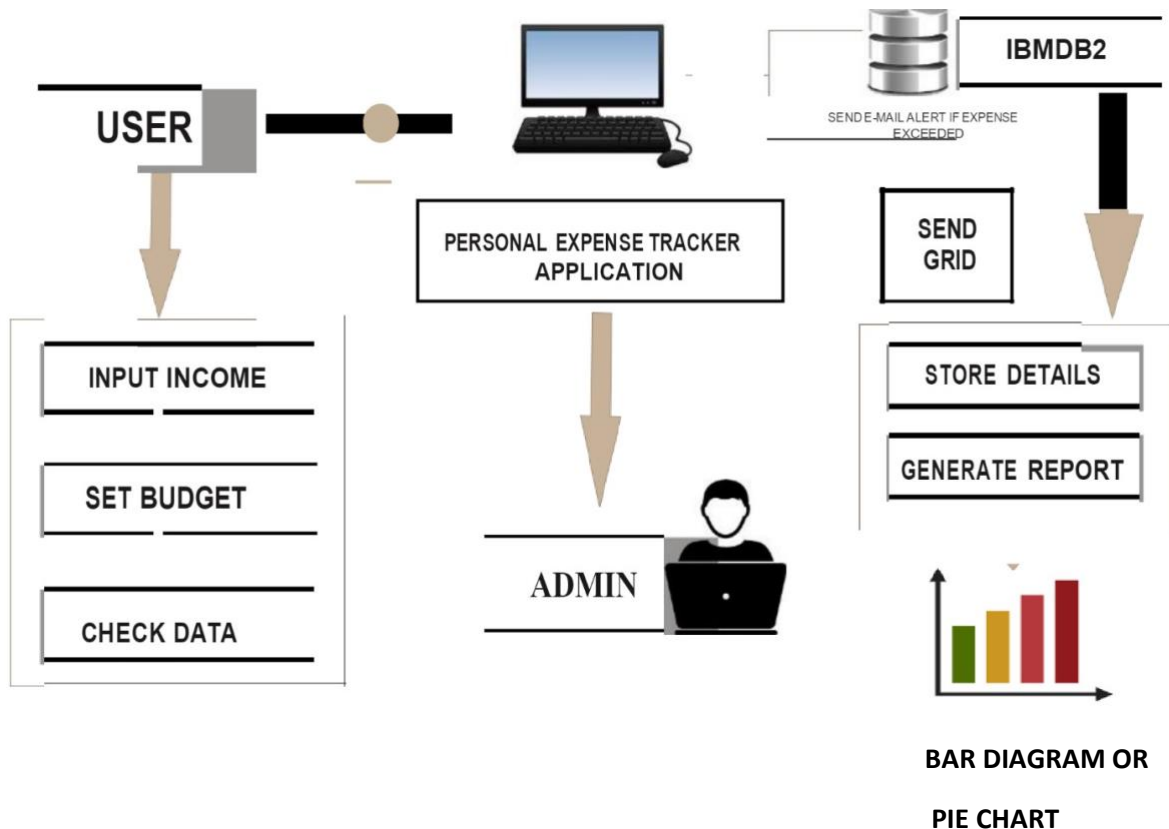 USER
PERSONAL EXPENSE TRACKER
APPLICATION
IBMDB2
SEND E-MAIL ALERT IF EXPENSE
EXCEEDED
SEND
GRID
INPUT INCOME
SET BUDGET
CHECK DATA
ADMIN
STORE DETAILS
GENERATE REPORT
BAR DIAGRAM OR
PIE CHART